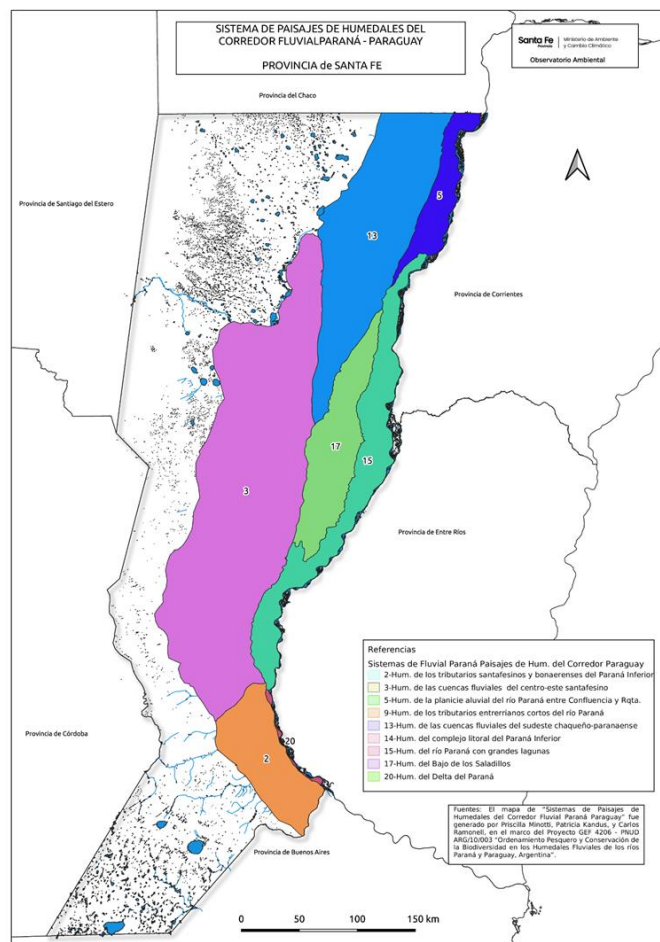 SISTEMA DE PAISAJES DE HUMEDALES DEL
CORREDOR FLUVIALPARANÁ - PARAGUAY
PROVINCIA de SANTA FE
Santa Fe
Provincia
Ministerio de Ambiente
y Cambio Climático
Observatorio Ambiental
Provincia del Chaco
Provincia de Santiago del Estero
5
13
Provincia de Corrientes
17
15
3
Provincia de Entre Ríos
Provincia de Córdoba
20
2
Provincia de Buenos Aires
Referencias
Sistemas de Fluvial Paraná Paisajes de Hum. del Corredor Paraguay
2-Hum. de los tributarios santafesinos y bonaerenses del Paraná Inferior
3-Hum. de las cuencas fluviales del centro-este santafesino
5-Hum. de la planicie aluvial del río Paraná entre Confluencia y Rqta.
9-Hum. de los tributarios entrerrianos cortos del río Paraná
13-Hum. de las cuencas fluviales del sudeste chaqueño-paranaense
14-Hum. del complejo litoral del Paraná Inferior
15-Hum. del río Paraná con grandes lagunas
17-Hum. del Bajo de los Saladillos
20-Hum. del Delta del Paraná
Fuentes: El mapa de "Sistemas de Paisajes de
Humedales del Corredor Fluvial Paraná Paraguay" fue
generado por Priscilla Minotti, Patricia Kandus, y Carlos
Ramonell, en el marco del Proyecto GEF 4206 - PNUD
ARG/10/003 "Ordenamiento Pesquero y Conservación de
la Biodiversidad en los Humedales Fluviales de los ríos
Paraná y Paraguay, Argentina".
0 50 100 150 km